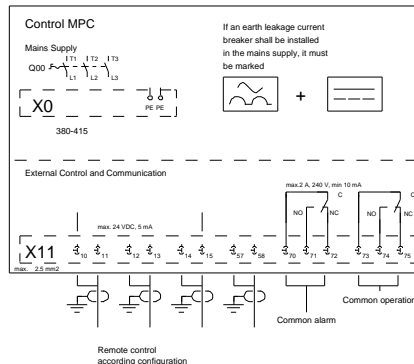 Control MPC
Mains Supply
Q00
T1 T2 T3
L1 L2 L3
X0
PE PE
380-415
If an earth leakage current
breaker shall be installed
in the mains supply, it must
be marked
+
External Control and Communication
max. 24 VDC, 5 mA
max.2 A, 240 V, min 10 mA
C
NO
NC
C
NO
NC
X11
10 11 12 13 14 15 57 58 70 71 72 73 74 75
max. 2.5 mm2
Common operation
Common alarm
Remote control
according configuration